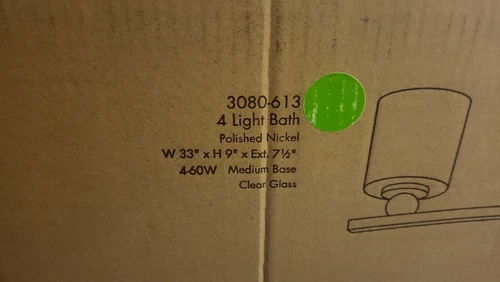 3080-613
4 Light Bath
Polished Nickel
W 33" x H 9" x Ext. 7½"
4-60W Medium Base
Clear Glass